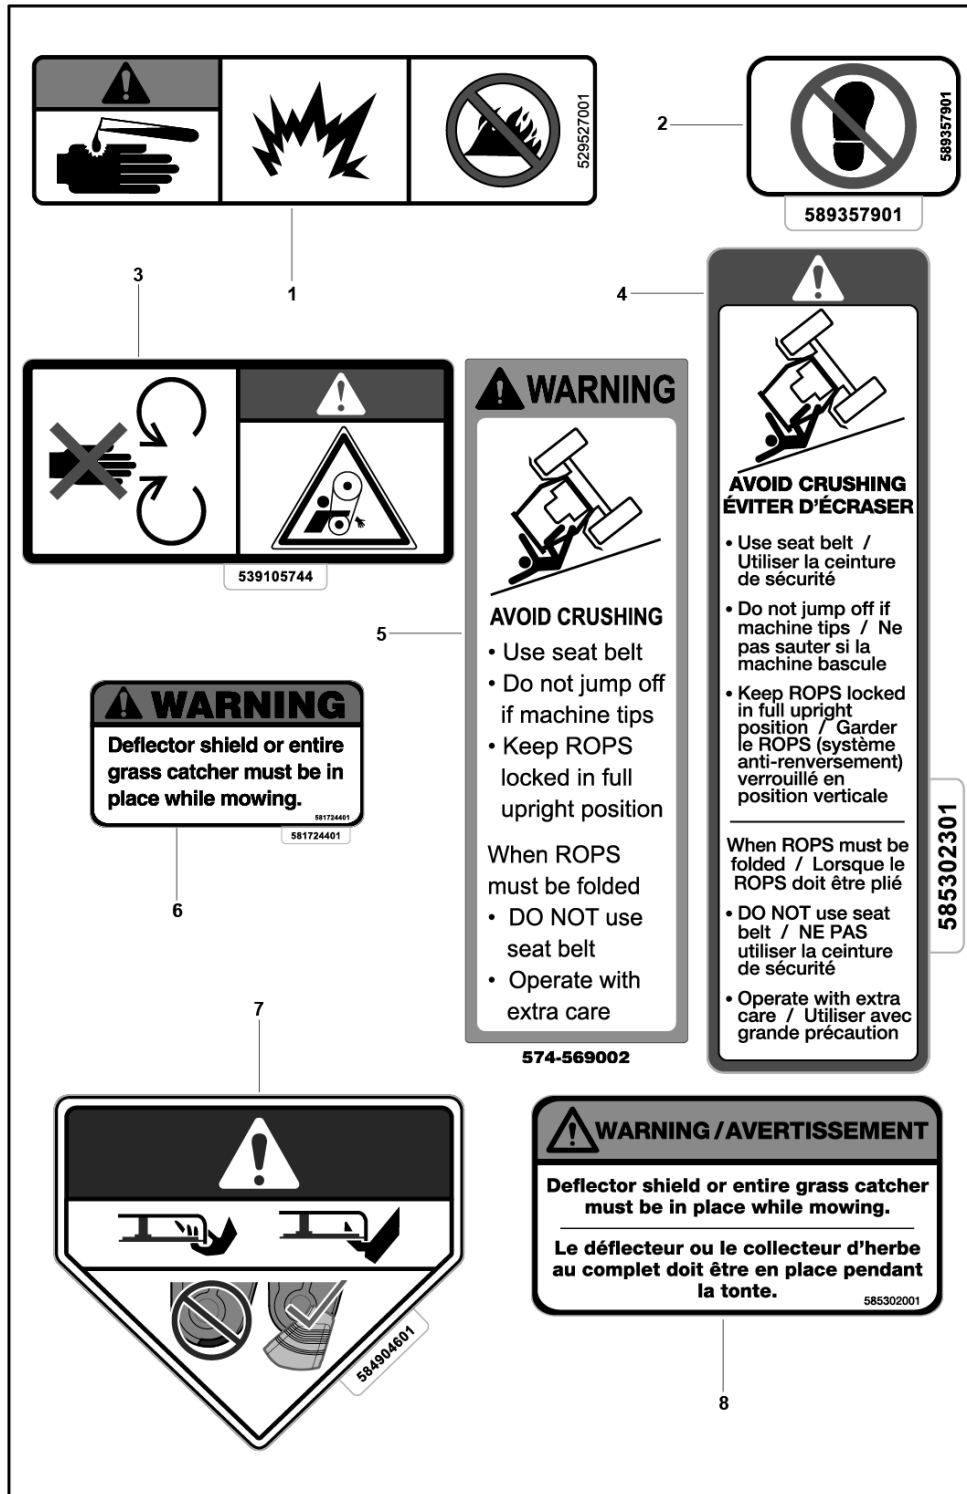 529527001
1
2
589357901
589357901
3
539105744
4
AVOID CRUSHING
ÉVITER D'ÉCRASER
• Use seat belt /
Utiliser la ceinture
de sécurité
• Do not jump off if
machine tips / Ne
pas sauter si la
machine bascule
• Keep ROPS locked
in full upright
position / Garder
le ROPS (système
anti-renversement)
verrouillé en
position verticale
When ROPS must be
folded / Lorsque le
ROPS doit être plié
• DO NOT use seat
belt / NE PAS
utiliser la ceinture
de sécurité
• Operate with extra
care / Utiliser avec
grande précaution
585302301
5
WARNING
AVOID CRUSHING
• Use seat belt
• Do not jump off
if machine tips
• Keep ROPS
locked in full
upright position
When ROPS
must be folded
• DO NOT use
seat belt
• Operate with
extra care
574-569002
WARNING
Deflector shield or entire
grass catcher must be in
place while mowing.
581724401
581724401
6
7
584904601
WARNING/AVERTISSEMENT
Deflector shield or entire grass catcher
must be in place while mowing.
Le déflecteur ou le collecteur d'herbe
au complet doit être en place pendant
la tonte.
585302001
8